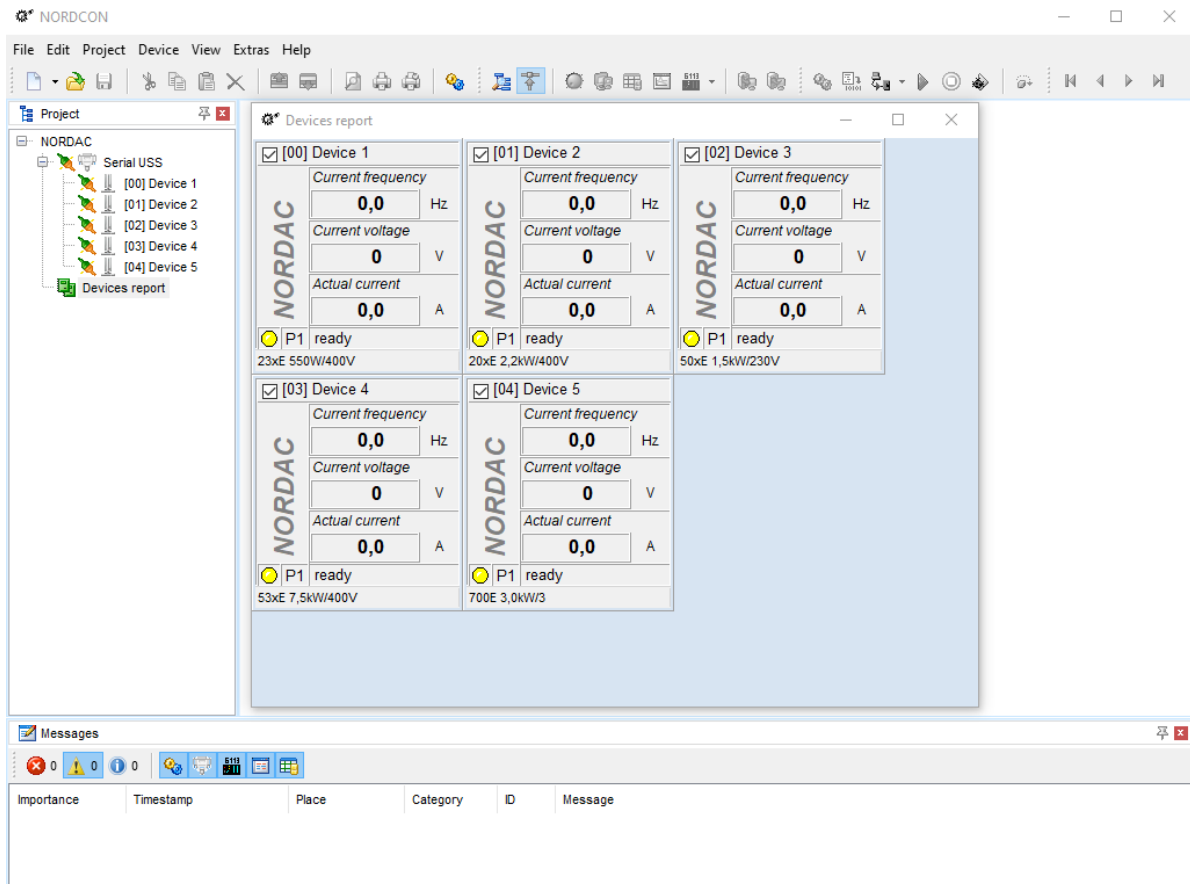 NORDCON
File Edit Project Device View Extras Help
Project
NORDAC
Serial USS
[00] Device 1
[01] Device 2
[02] Device 3
[03] Device 4
[04] Device 5
Devices report
Devices report
[00] Device 1
Current frequency
0,0 Hz
Current voltage
0 V
Actual current
0,0 A
NORDAC
P1 ready
23xE 550W/400V
[01] Device 2
Current frequency
0,0 Hz
Current voltage
0 V
Actual current
0,0 A
NORDAC
P1 ready
20xE 2,2kW/400V
[02] Device 3
Current frequency
0,0 Hz
Current voltage
0 V
Actual current
0,0 A
NORDAC
P1 ready
50xE 1,5kW/230V
[03] Device 4
Current frequency
0,0 Hz
Current voltage
0 V
Actual current
0,0 A
NORDAC
P1 ready
53xE 7,5kW/400V
[04] Device 5
Current frequency
0,0 Hz
Current voltage
0 V
Actual current
0,0 A
NORDAC
P1 ready
700E 3,0kW/3
Messages
0 0 0
Importance Timestamp Place Category ID Message